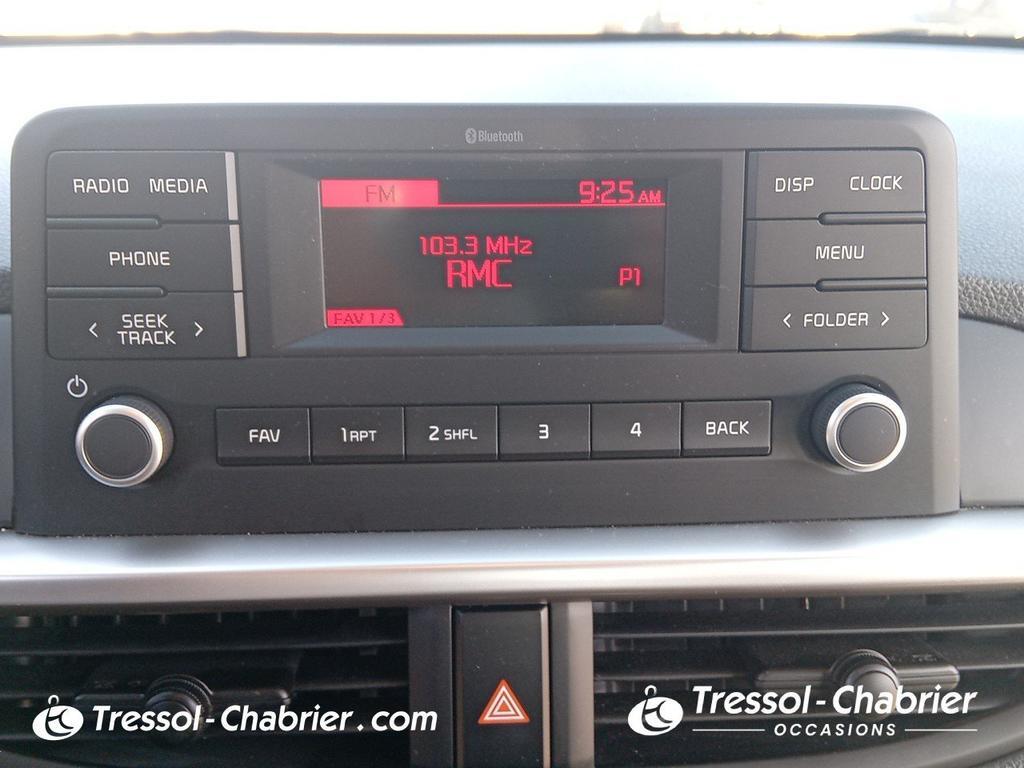 Bluetooth
RADIO MEDIA
FM 9:25 AM
DISP CLOCK
PHONE
103.3 MHz
RMC
P1
MENU
< SEEK TRACK >
FAV 1/3
< FOLDER >
FAV
1 RPT
2 SHFL
3
4
BACK
Tressol-Chabrier.com
Tressol-Chabrier
OCCASIONS